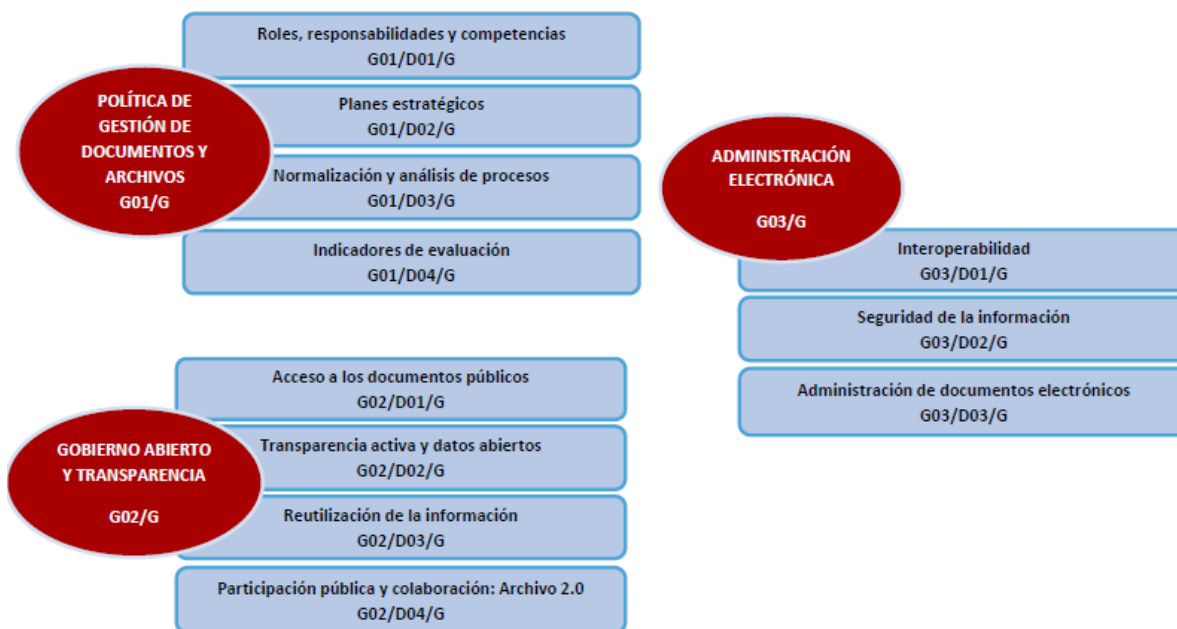 POLÍTICA DE
GESTIÓN DE
DOCUMENTOS Y
ARCHIVOS
G01/G
Roles, responsabilidades y competencias
G01/D01/G
Planes estratégicos
G01/D02/G
Normalización y análisis de procesos
G01/D03/G
Indicadores de evaluación
G01/D04/G
GOBIERNO ABIERTO
Y TRANSPARENCIA
G02/G
Acceso a los documentos públicos
G02/D01/G
Transparencia activa y datos abiertos
G02/D02/G
Reutilización de la información
G02/D03/G
Participación pública y colaboración: Archivo 2.0
G02/D04/G
ADMINISTRACIÓN
ELECTRÓNICA
G03/G
Interoperabilidad
G03/D01/G
Seguridad de la información
G03/D02/G
Administración de documentos electrónicos
G03/D03/G